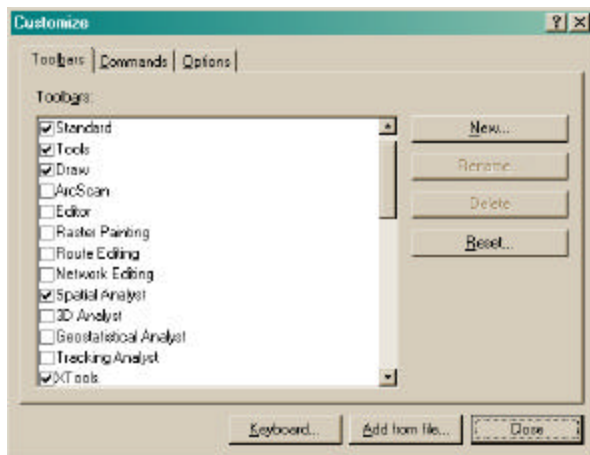 Customize
Toolbars Commands Options
Toolbars:
Standard
New...
Tools
Draw
Rename...
ArcScan
Editor
Delete
Raster Painting
Route Editing
Reset...
Network Editing
Spatial Analyst
3D Analyst
Geostatistical Analyst
Tracking Analyst
XTools
Keyboard... Add from file... Close